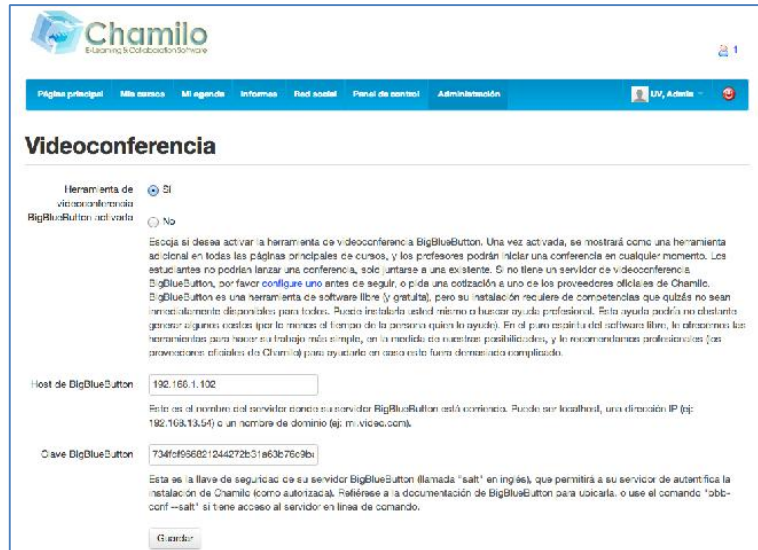 Chamilo
E-Learning & Collaboration Software
1
Página principal Mis cursos Mi agenda Informes Red social Panel de control Administración UV, Admin
Videoconferencia
Herramienta de
videoconferencia
BigBlueButton activada
Sí
No
Escoja si desea activar la herramienta de videoconferencia BigBlueButton. Una vez activada, se mostrará como una herramienta
adicional en todas las páginas principales de cursos, y los profesores podrán iniciar una conferencia en cualquier momento. Los
estudiantes no podrían lanzar una conferencia, solo juntarse a una existente. Si no tiene un servidor de videoconferencia
BigBlueButton, por favor configure uno antes de seguir, o pida una cotización a uno de los proveedores oficiales de Chamilo.
BigBlueButton es una herramienta de software libre (y gratuita), pero su instalación requiere de competencias que quizás no sean
inmediatamente disponibles para todos. Puede instalarla usted mismo o buscar ayuda profesional. Esta ayuda podría no obstante
generar algunos costos (por lo menos el tiempo de la persona quien lo ayude). En el puro espíritu del software libre, le ofrecemos las
herramientas para hacer su trabajo más simple, en la medida de nuestras posibilidades, y le recomendamos profesionales (los
proveedores oficiales de Chamilo) para ayudarlo en caso esto fuera demasiado complicado.
Host de BigBlueButton
192.168.1.102
Este es el nombre del servidor donde su servidor BigBlueButton está corriendo. Puede ser localhost, una dirección IP (ej:
192.168.13.54) o un nombre de dominio (ej: mi.video.com).
Clave BigBlueButton
Esta es la llave de seguridad de su servidor BigBlueButton (llamada "salt" en inglés), que permitirá a su servidor de autentifica la
instalación de Chamilo (como autorizada). Refiérese a la documentación de BigBlueButton para ubicarla, o use el comando "bbb-
conf --salt" si tiene acceso al servidor en línea de comando.
Guardar